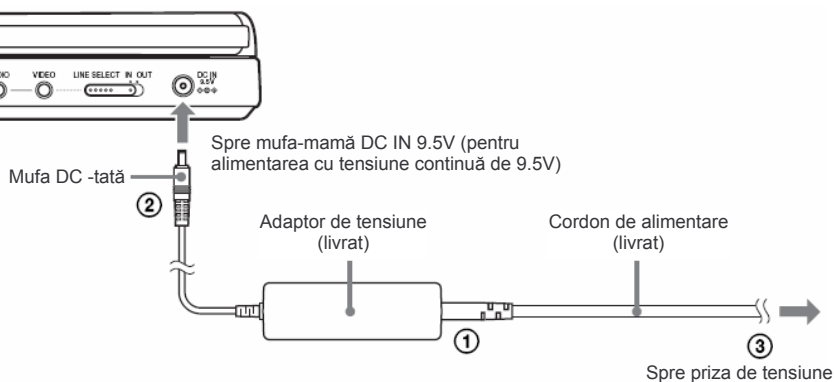 VIDEO
LINE SELECT IN OUT
DC IN
9.5V
Spre mufa-mamă DC IN 9.5V (pentru
alimentarea cu tensiune continuă de 9.5V)
Mufa DC -tată
②
Adaptor de tensiune
(livrat)
Cordon de alimentare
(livrat)
①
③
Spre priza de tensiune